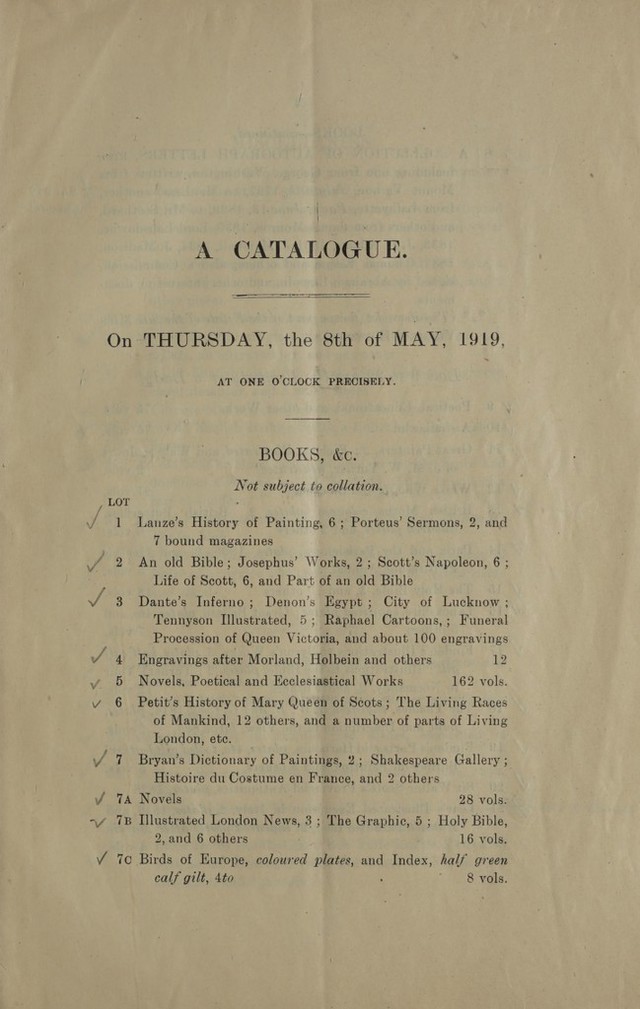 A CATALOGUE.
On THURSDAY, the 8th of MAY, 1919,
AT ONE O'CLOCK PRECISELY.
BOOKS, &c.
Not subject to collation.
LOT
1 Lanze's History of Painting, 6 ; Porteus' Sermons, 2, and
7 bound magazines
2 An old Bible ; Josephus' Works, 2 ; Scott's Napoleon, 6 ;
Life of Scott, 6, and Part of an old Bible
3 Dante's Inferno ; Denon's Egypt ; City of Lucknow ;
Tennyson Illustrated, 5 ; Raphael Cartoons, ; Funeral
Procession of Queen Victoria, and about 100 engravings
4 Engravings after Morland, Holbein and others 12
5 Novels, Poetical and Ecclesiastical Works 162 vols.
6 Petit's History of Mary Queen of Scots ; The Living Races
of Mankind, 12 others, and a number of parts of Living
London, etc.
7 Bryan's Dictionary of Paintings, 2 ; Shakespeare Gallery ;
Histoire du Costume en France, and 2 others
7A Novels 28 vols.
7B Illustrated London News, 3 ; The Graphic, 5 ; Holy Bible,
2, and 6 others 16 vols.
7C Birds of Europe, coloured plates, and Index, half green
calf gilt, 4to 8 vols.